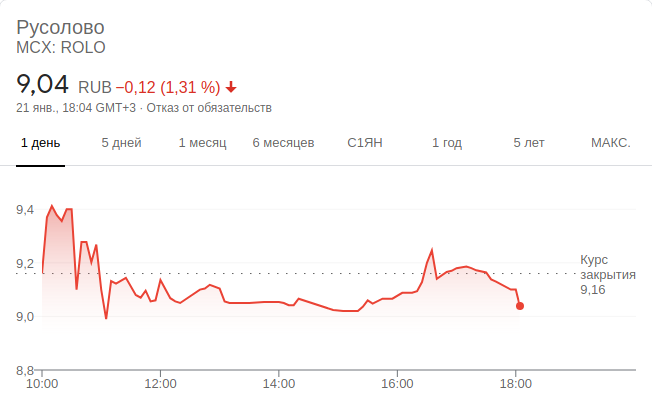 Русолово
MCX: ROLO
9,04 RUB −0,12 (1,31 %)
21 янв., 18:04 GMT+3 · Отказ от обязательств
1 день 5 дней 1 месяц 6 месяцев С1ЯН 1 год 5 лет МАКС.
9,4
9,2
Курс
закрытия
9,16
9,0
8,8
10:00 12:00 14:00 16:00 18:00